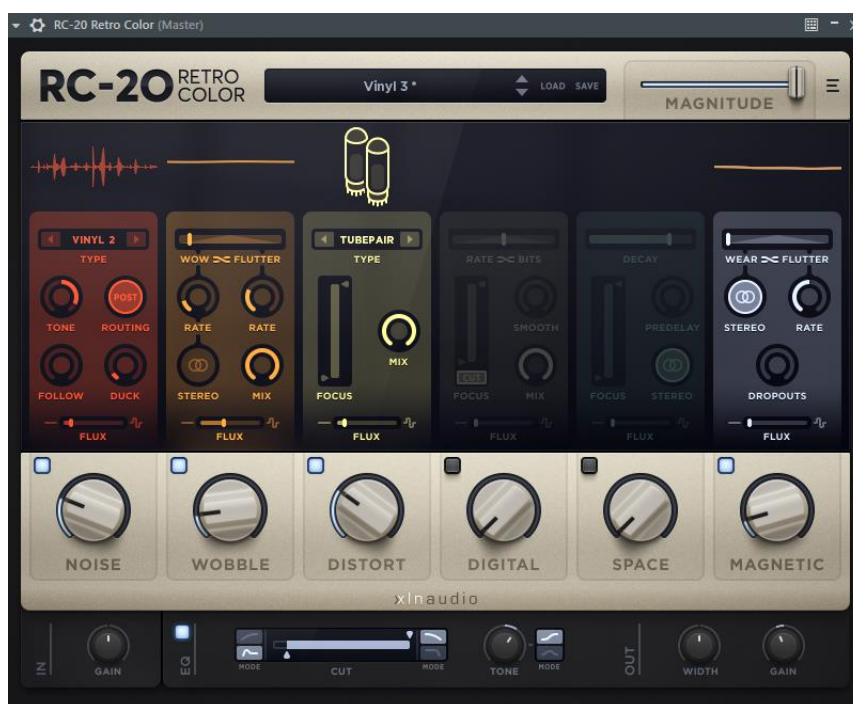 RC-20 Retro Color (Master)
RC-20 RETRO COLOR
Vinyl 3 *
LOAD SAVE
MAGNITUDE
VINYL 2
TYPE
TONE
POST
ROUTING
FOLLOW
DUCK
FLUX
WOW FLUTTER
RATE
RATE
STEREO
MIX
FLUX
TUBEPAIR
TYPE
MIX
FOCUS
FLUX
RATE BITS
SMOOTH
CUT
FOCUS
MIX
FLUX
DECAY
PREDELAY
FOCUS
STEREO
FLUX
WEAR FLUTTER
STEREO
RATE
DROPOUTS
FLUX
NOISE
WOBBLE
DISTORT
DIGITAL
SPACE
MAGNETIC
xlnaudio
IN
GAIN
EQ
MODE
CUT
MODE
TONE
MODE
OUT
WIDTH
GAIN